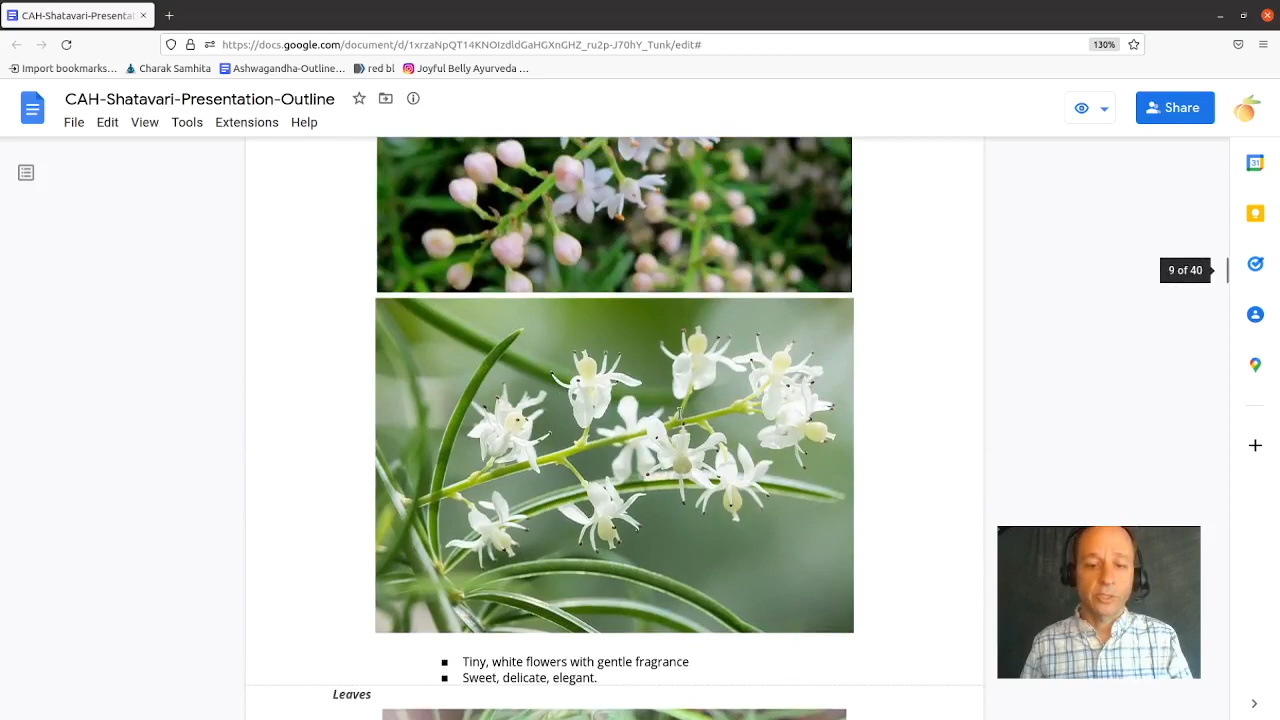 CAH-Shatavari-Presentat
https://docs.google.com/document/d/1xrzaNpQT14KNOIzdldGaHGXnGHZ_ru2p-J70hY_Tunk/edit#
130%
Import bookmarks...
Charak Samhita
Ashwagandha-Outline...
red bl
Joyful Belly Ayurveda ...
CAH-Shatavari-Presentation-Outline
File Edit View Tools Extensions Help
Share
31
9 of 40
■ Tiny, white flowers with gentle fragrance
■ Sweet, delicate, elegant.
Leaves